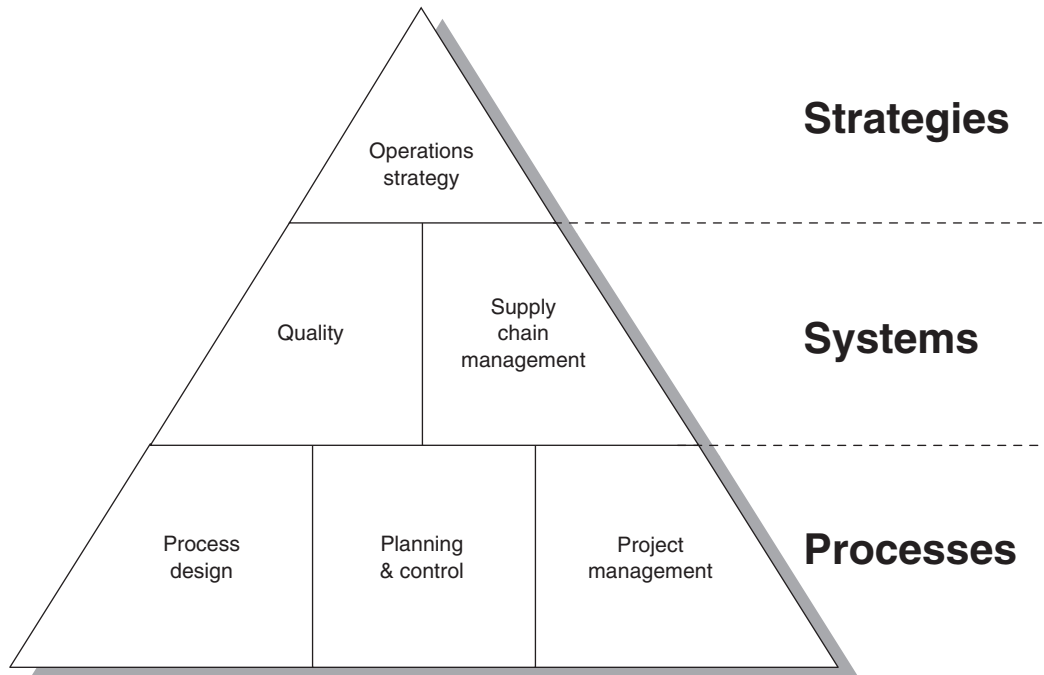 Strategies
Operations
strategy
Quality
Supply
chain
management
Systems
Process
design
Planning
& control
Project
management
Processes